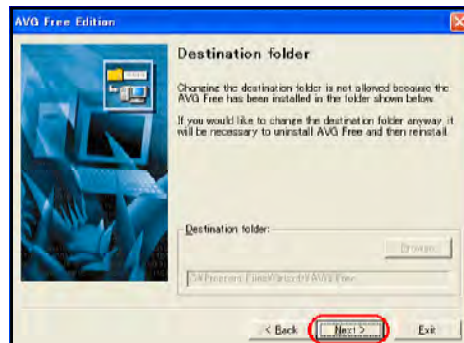 AVG Free Edition
Destination folder
Changing the destination folder is not allowed because the
AVG Free has been installed in the folder shown below.
If you would like to change the destination folder anyway, it
will be necessary to uninstall AVG Free and then reinstall.
Destination folder:
Browse...
< Back
Next >
Exit